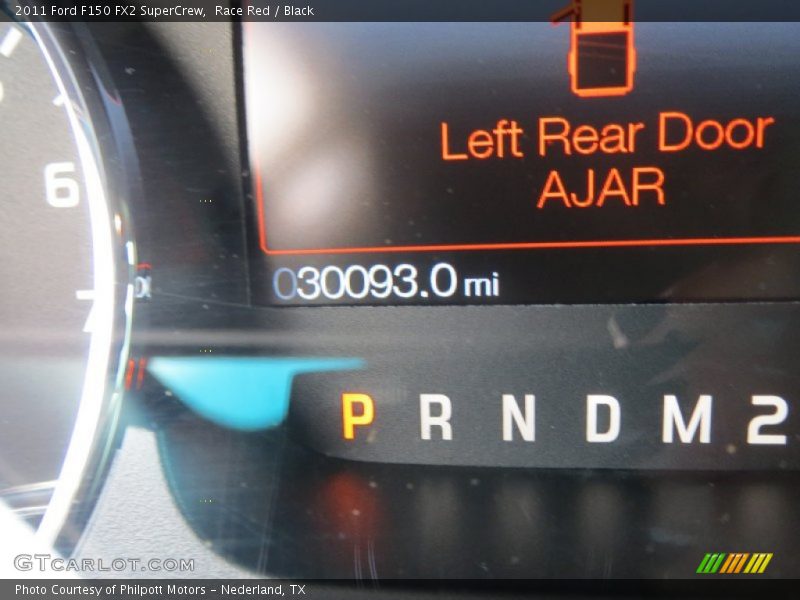 2011 Ford F150 FX2 SuperCrew,  Race Red / Black
Left Rear Door
AJAR
6
030093.0 mi
P R N D M 2
GTCARLOT.COM
Photo Courtesy of Philpott Motors - Nederland, TX